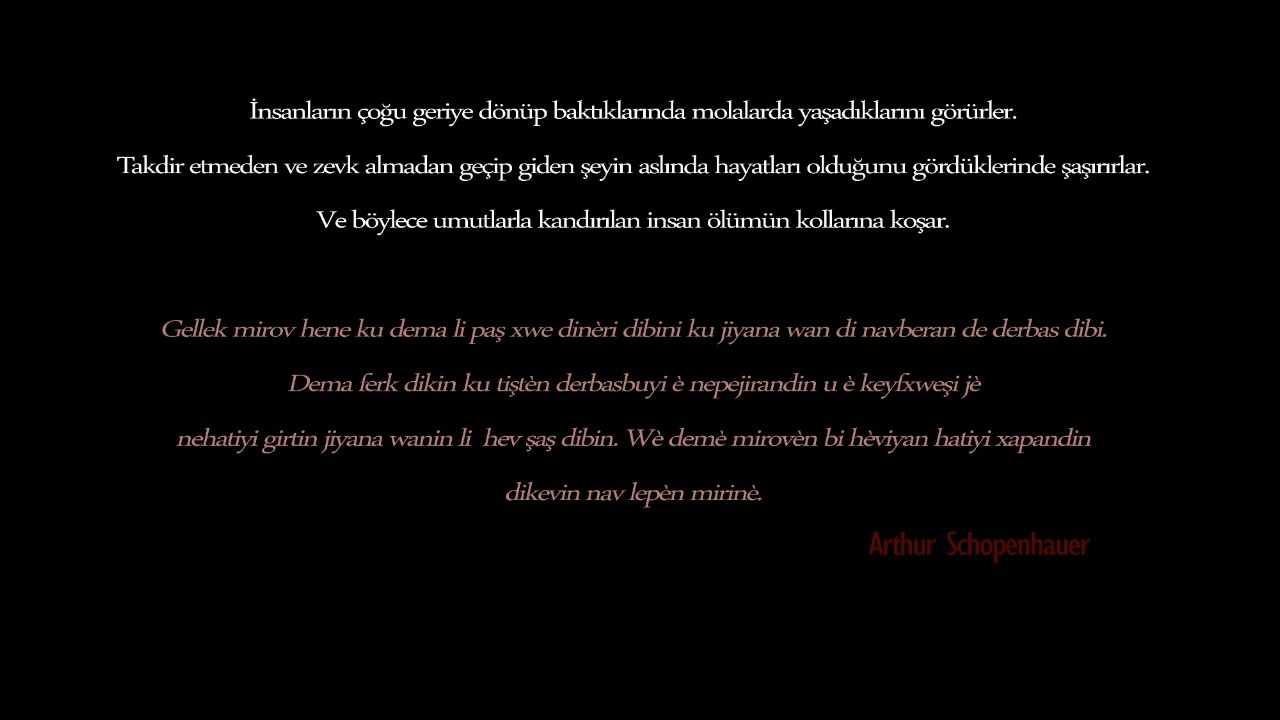 İnsanların çoğu geriye dönüp baktıklarında molalarda yaşadıklarını görürler.
Takdir etmeden ve zevk almadan geçip giden şeyin aslında hayatları olduğunu gördüklerinde şaşırırlar.
Ve böylece umutlarla kandırılan insan ölümün kollarına koşar.
Gellek mirov hene ku dema li paş xwe dinèri dibini ku jiyana wan di navberan de derbas dibi.
Dema ferk dikin ku tiştèn derbasbuyi è nepejirandin u è keyfxweşi jè
nehatiyi girtin jiyana wanin li hev şaş dibin. Wè demè mirovèn bi hèviyan hatiyi xapandin
dikevin nav lepèn mirinè.
Arthur Schopenhauer